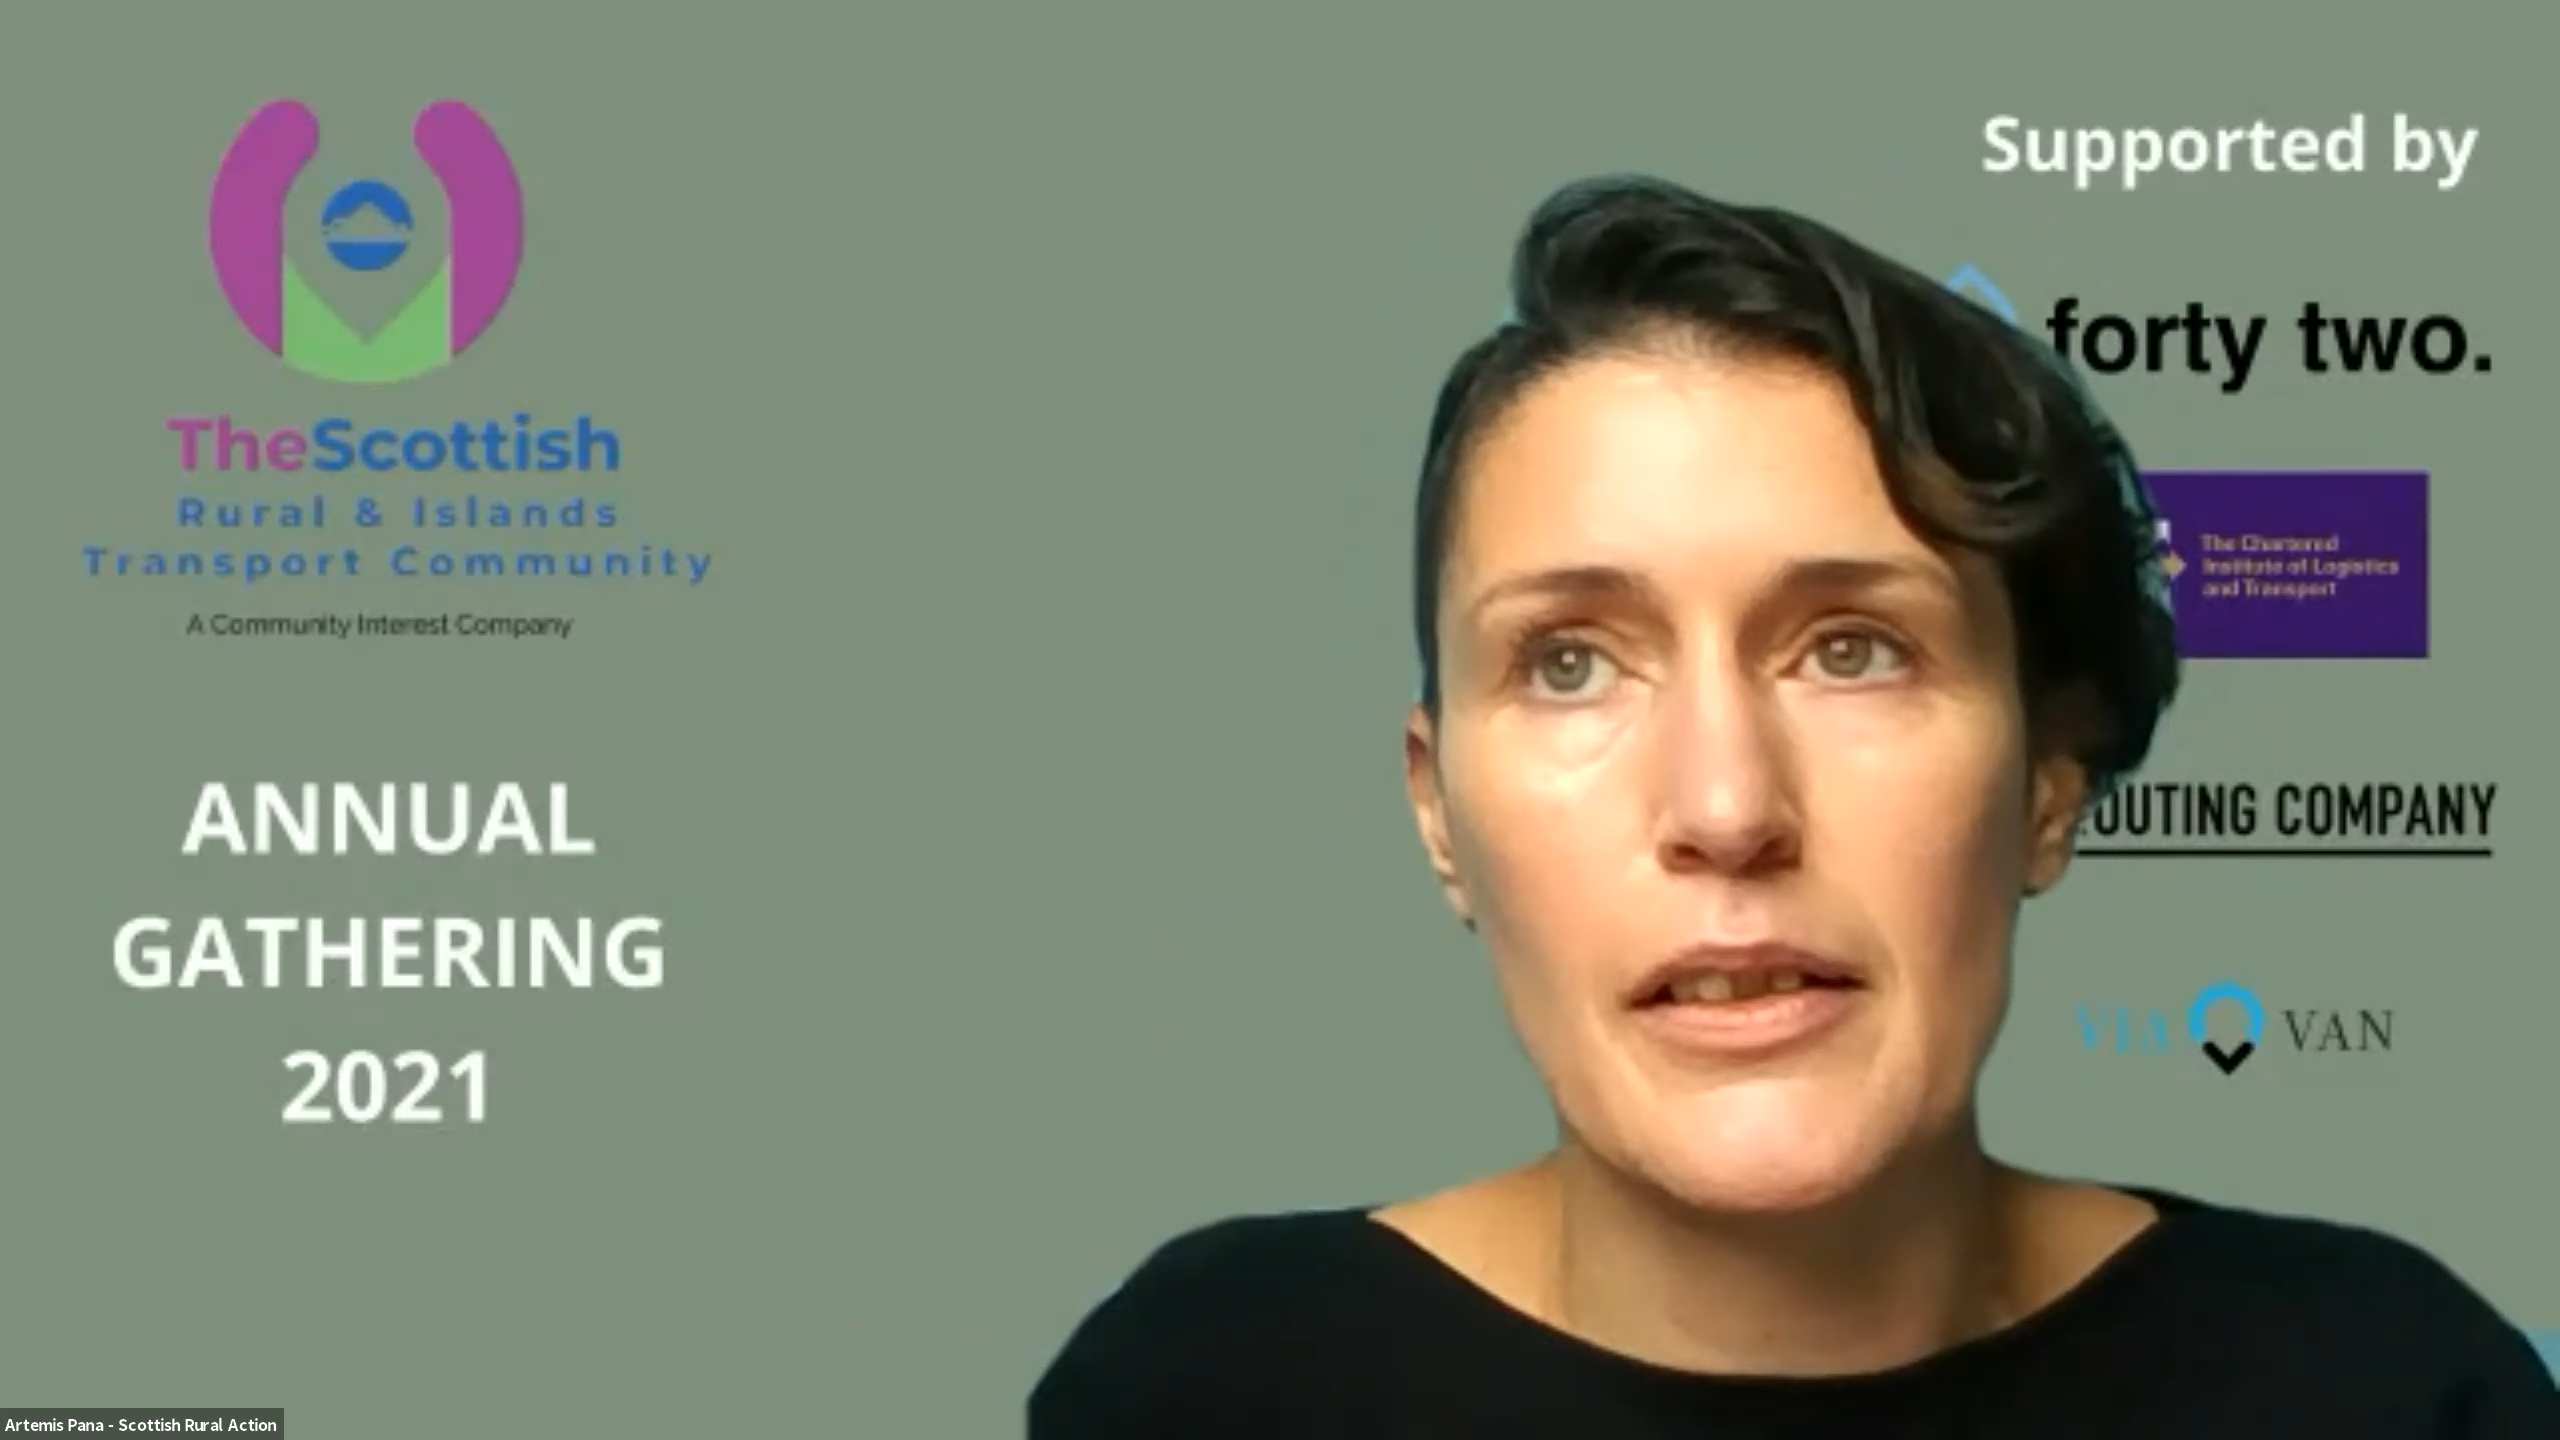 TheScottish
Rural & Islands
Transport Community
A Community Interest Company
ANNUAL
GATHERING
2021
Supported by
forty two.
The Chartered
Institute of Logistics
and Transport
OUTING COMPANY
VIA VAN
Artemis Pana - Scottish Rural Action